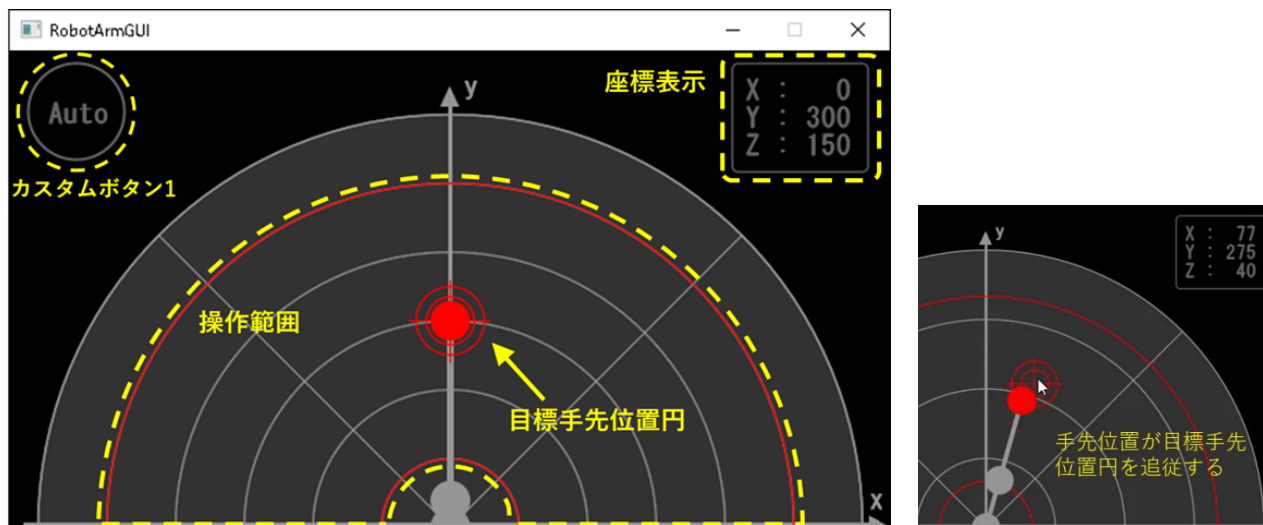 RobotArmGUI
Auto
カスタムボタン1
y
座標表示
X : 0
Y : 300
Z : 150
操作範囲
目標手先位置円
x
y
X : 77
Y : 275
Z : 40
手先位置が目標手先
位置円を追従する